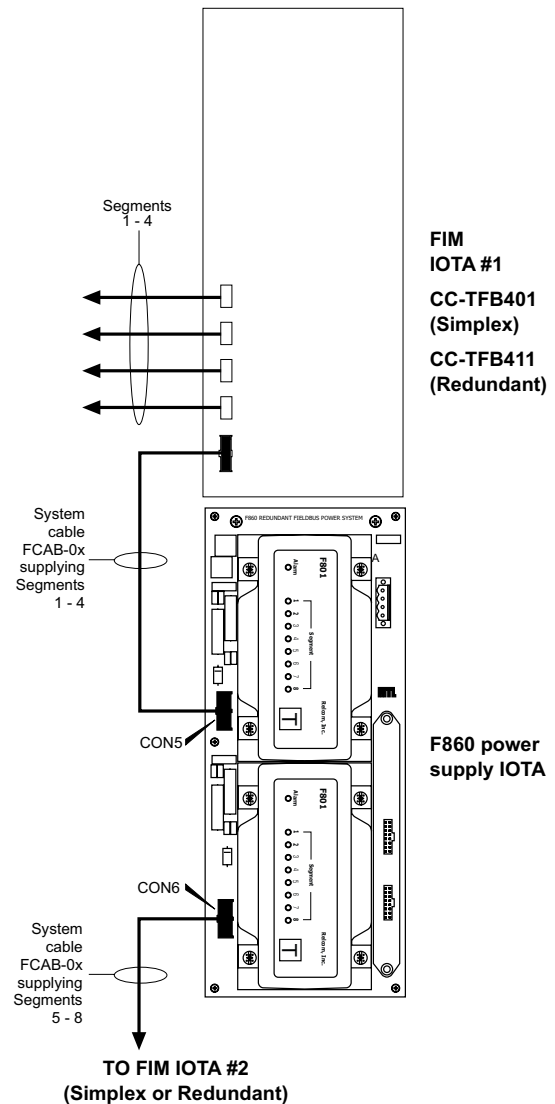 Segments
1 - 4
FIM
IOTA #1
CC-TFB401
(Simplex)
CC-TFB411
(Redundant)
System
cable
FCAB-0x
supplying
Segments
1 - 4
F860 REDUNDANT FIELDBUS POWER SYSTEM
A
F801
Alarm
1
2
3
4
5
6
7
8
Segment
Relcom, Inc.
T
CON5
F860 power
supply IOTA
F801
Alarm
1
2
3
4
5
6
7
8
Segment
Relcom, Inc.
T
CON6
System
cable
FCAB-0x
supplying
Segments
5 - 8
TO FIM IOTA #2
(Simplex or Redundant)